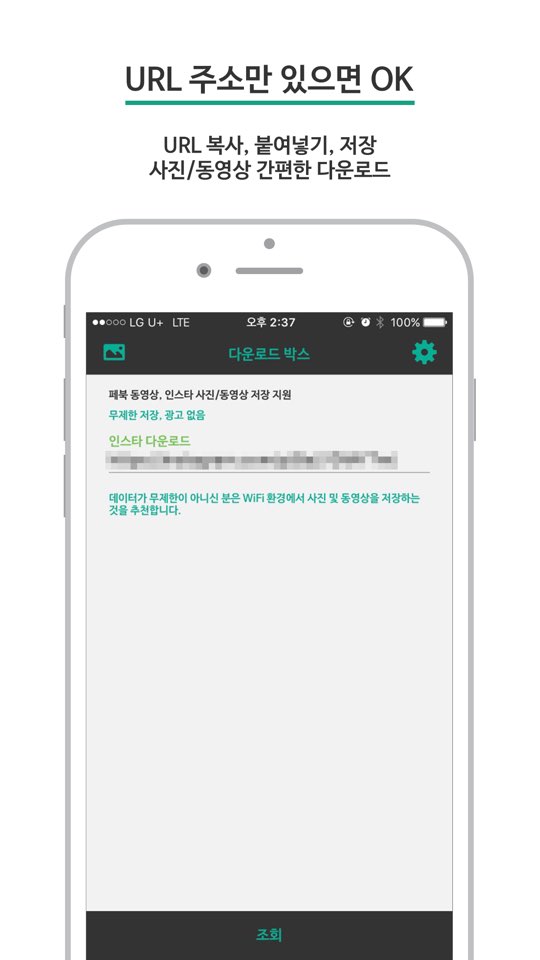 URL 주소만 있으면 OK
URL 복사, 붙여넣기, 저장
사진/동영상 간편한 다운로드
LG U+ LTE 오후 2:37 100%
다운로드 박스
페북 동영상, 인스타 사진/동영상 저장 지원
무제한 저장, 광고 없음
인스타 다운로드
데이터가 무제한이 아니신 분은 WiFi 환경에서 사진 및 동영상을 저장하는
것을 추천합니다.
조회